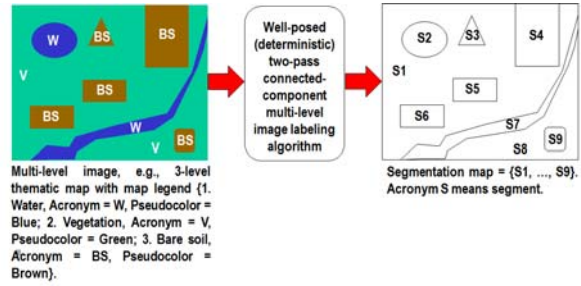 W
BS
BS
V
BS
BS
W
BS
V
Well-posed
(deterministic)
two-pass
connected-
component
multi-level
image labeling
algorithm
S2
S3
S4
S1
S5
S6
S7
S8
S9
Multi-level image, e.g., 3-level
thematic map with map legend {1.
Water, Acronym = W, Pseudocolor =
Blue; 2. Vegetation, Acronym = V,
Pseudocolor = Green; 3. Bare soil,
Acronym = BS, Pseudocolor =
Brown}.
Segmentation map = {S1, ..., S9}.
Acronym S means segment.